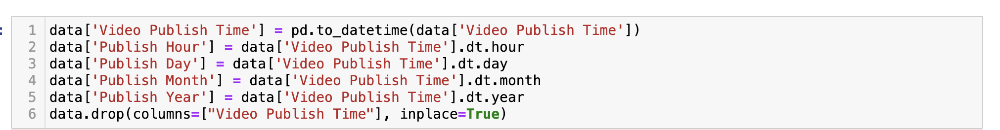 :
1 data['Video Publish Time'] = pd.to_datetime(data['Video Publish Time'])
2 data['Publish Hour'] = data['Video Publish Time'].dt.hour
3 data['Publish Day'] = data['Video Publish Time'].dt.day
4 data['Publish Month'] = data['Video Publish Time'].dt.month
5 data['Publish Year'] = data['Video Publish Time'].dt.year
6 data.drop(columns=["Video Publish Time"], inplace=True)